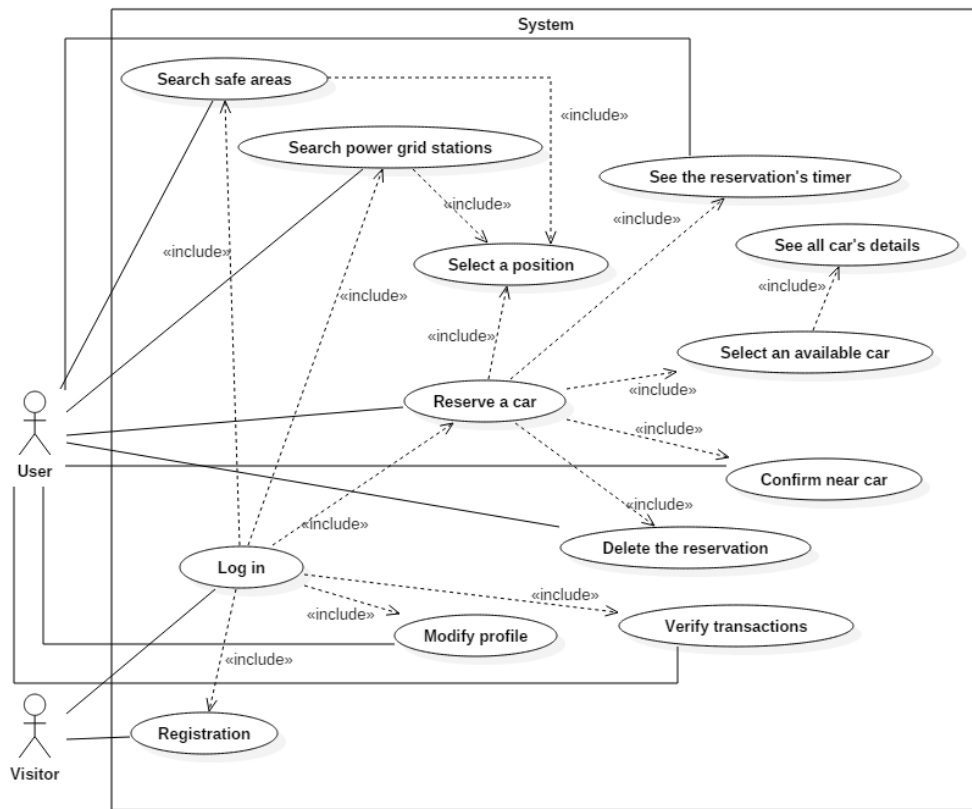 System
Search safe areas
«include»
Search power grid stations
See the reservation's timer
«include»
«include»
See all car's details
«include»
Select a position
«include»
«include»
«include»
Select an available car
«include»
Reserve a car
«include»
User
Confirm near car
«include»
«include»
Delete the reservation
Log in
«include»
«include»
Verify transactions
Modify profile
«include»
Registration
Visitor